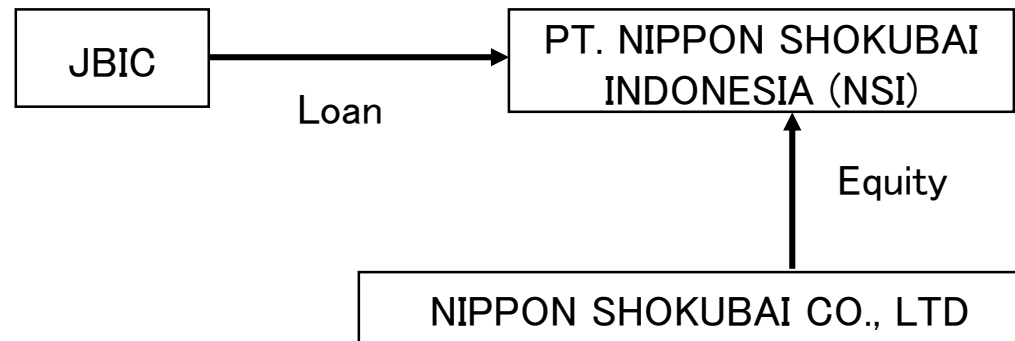 JBIC
PT. NIPPON SHOKUBAI
INDONESIA (NSI)
Loan
Equity
NIPPON SHOKUBAI CO., LTD